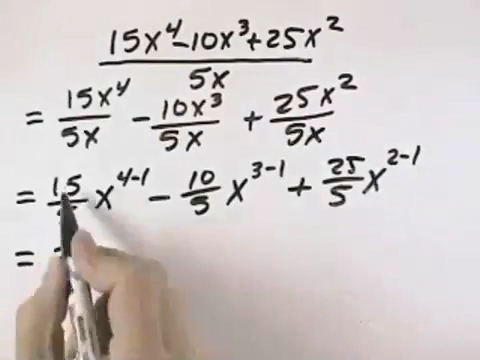 15x⁴-10x³+25x²
5x
= 15x⁴/5x - 10x³/5x + 25x²/5x
= 15/5 x⁴⁻¹ - 10/5 x³⁻¹ + 25/5 x²⁻¹
=